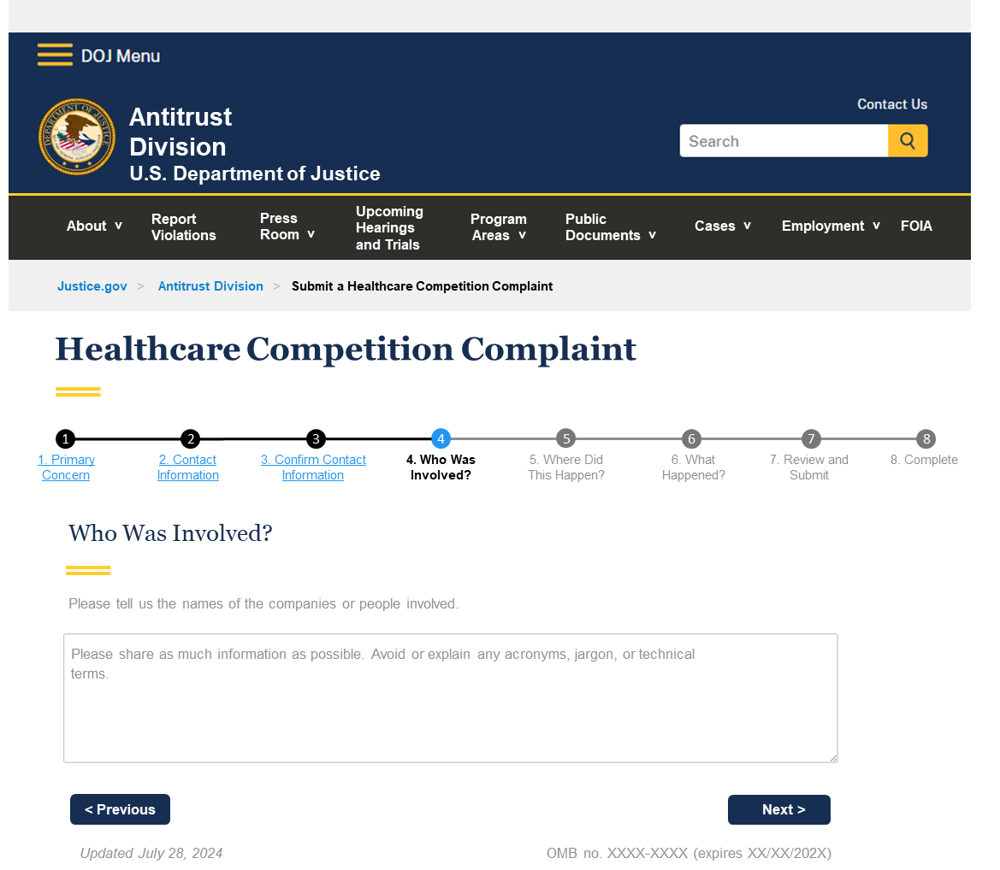 DOJ Menu
Contact Us
DEPARTMENT OF JUSTICE
Antitrust
Division
U.S. Department of Justice
Search
About v
Report
Violations
Press
Room v
Upcoming
Hearings
and Trials
Program
Areas v
Public
Documents v
Cases v
Employment v
FOIA
Justice.gov > Antitrust Division > Submit a Healthcare Competition Complaint
Healthcare Competition Complaint
1 2 3 4 5 6 7 8
1. Primary
Concern
2. Contact
Information
3. Confirm Contact
Information
4. Who Was
Involved?
5. Where Did
This Happen?
6. What
Happened?
7. Review and
Submit
8. Complete
Who Was Involved?
Please tell us the names of the companies or people involved.
Please share as much information as possible. Avoid or explain any acronyms, jargon, or technical
terms.
< Previous
Next >
Updated July 28, 2024
OMB no. XXXX-XXXX (expires XX/XX/202X)